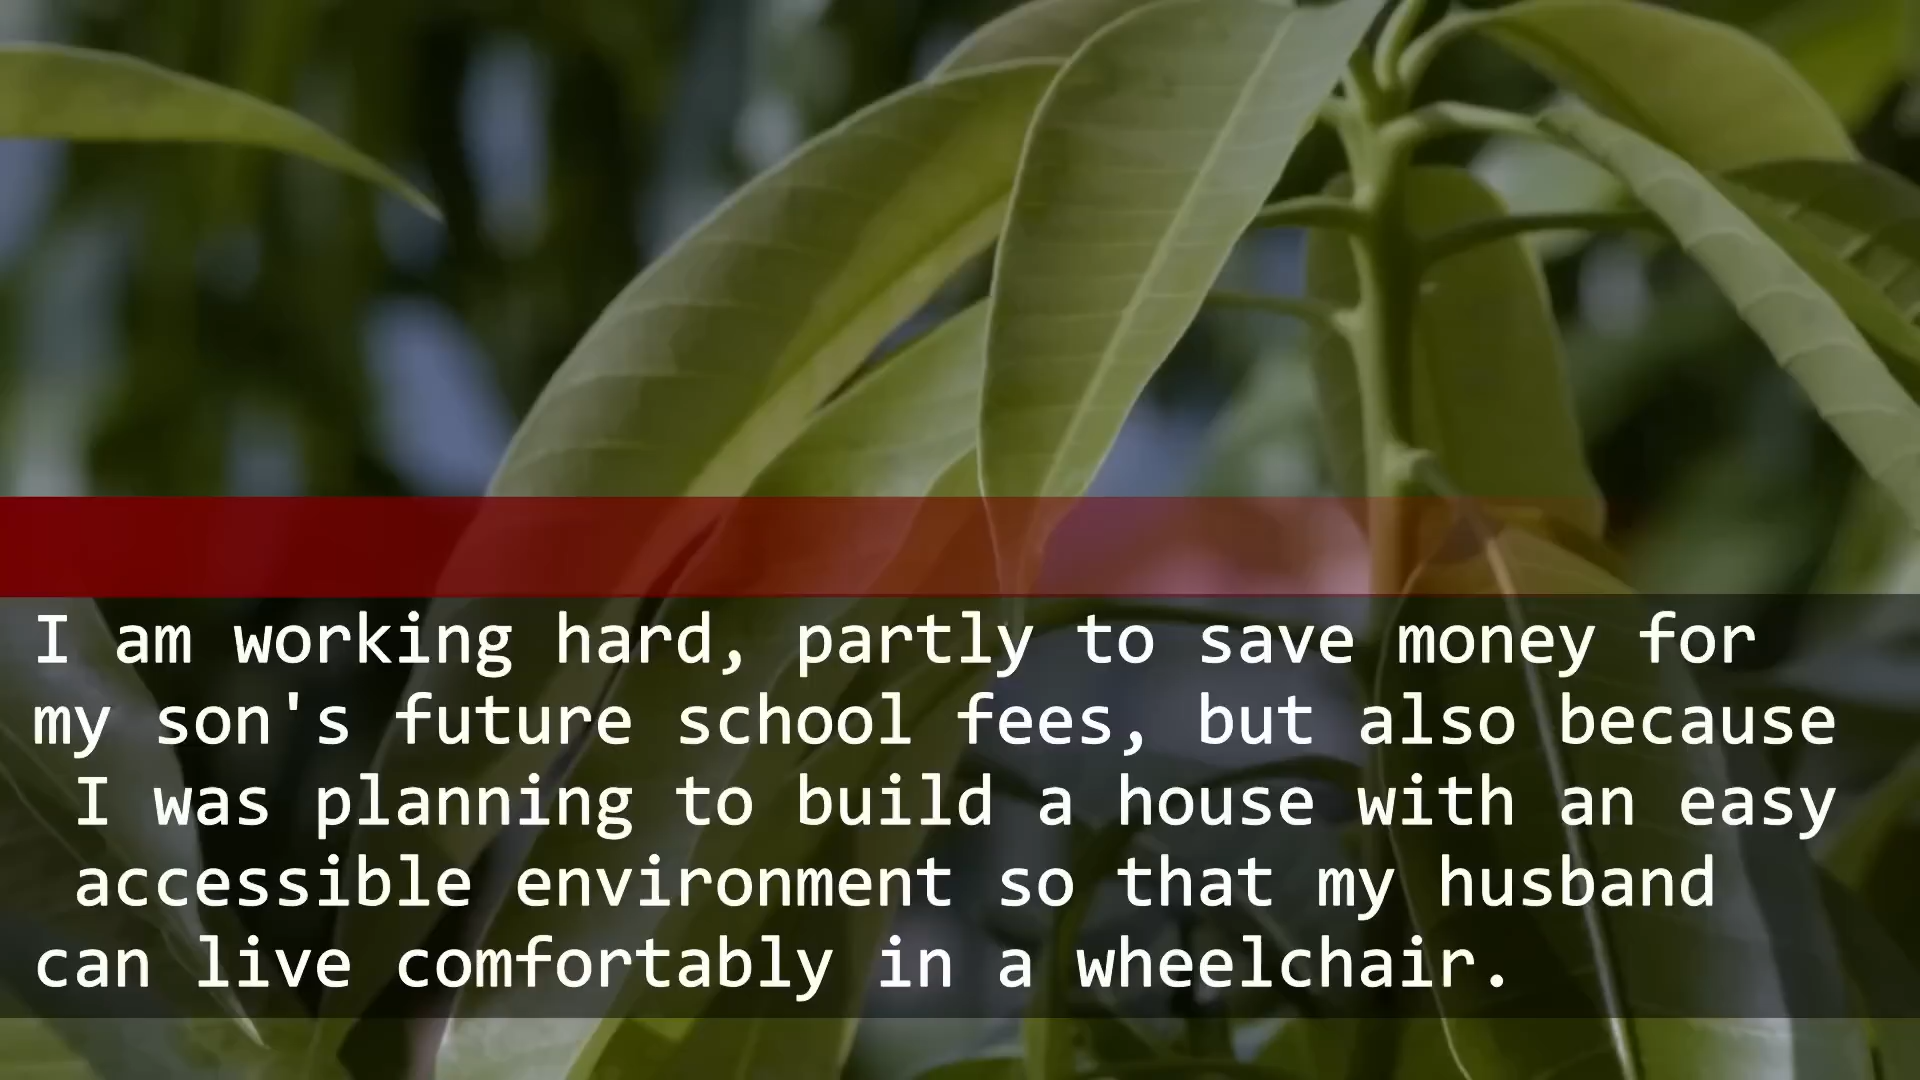 I am working hard, partly to save money for
my son's future school fees, but also because
I was planning to build a house with an easy
accessible environment so that my husband
can live comfortably in a wheelchair.